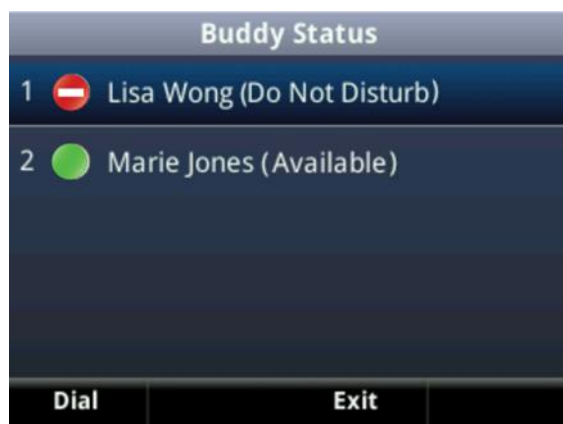 Buddy Status
1 Lisa Wong (Do Not Disturb)
2 Marie Jones (Available)
Dial Exit